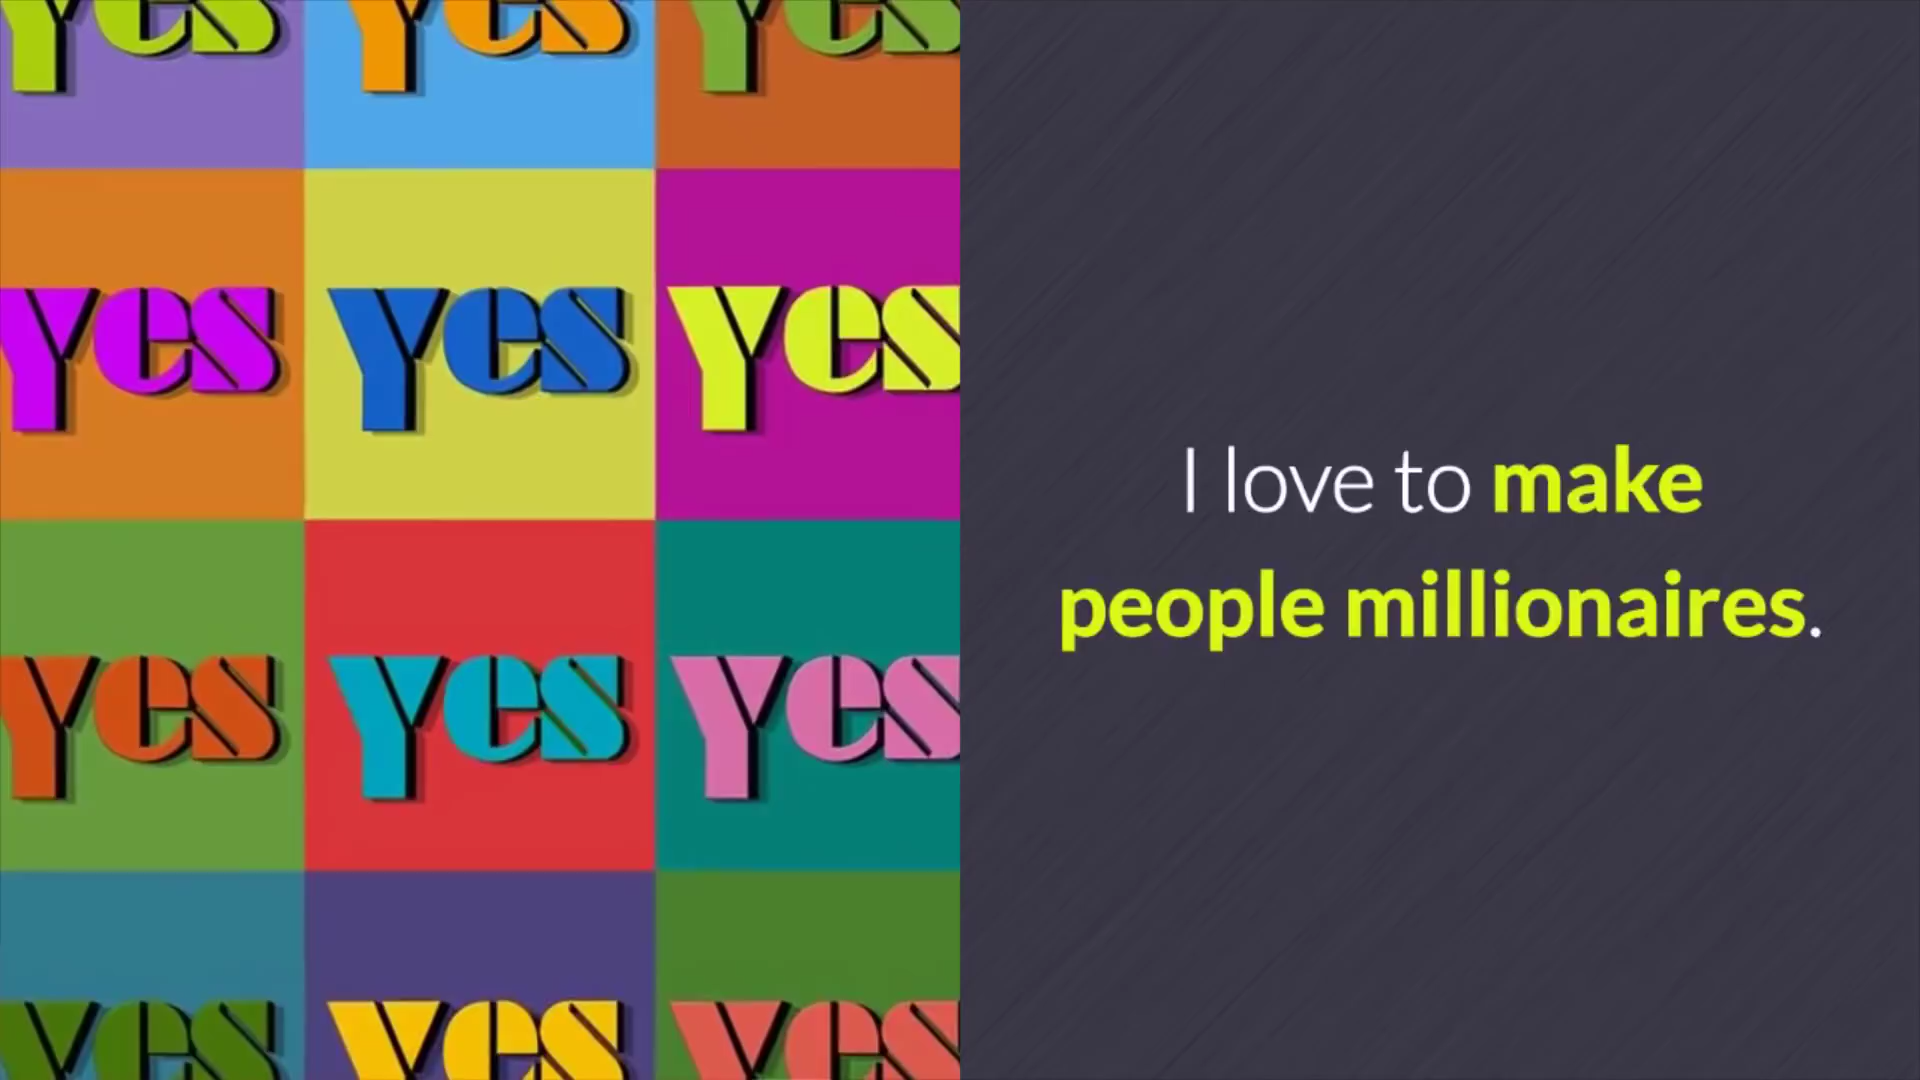 Yes Yes Yes
Yes Yes Yes
Yes Yes Yes
Yes Yes Yes
I love to make
people millionaires.